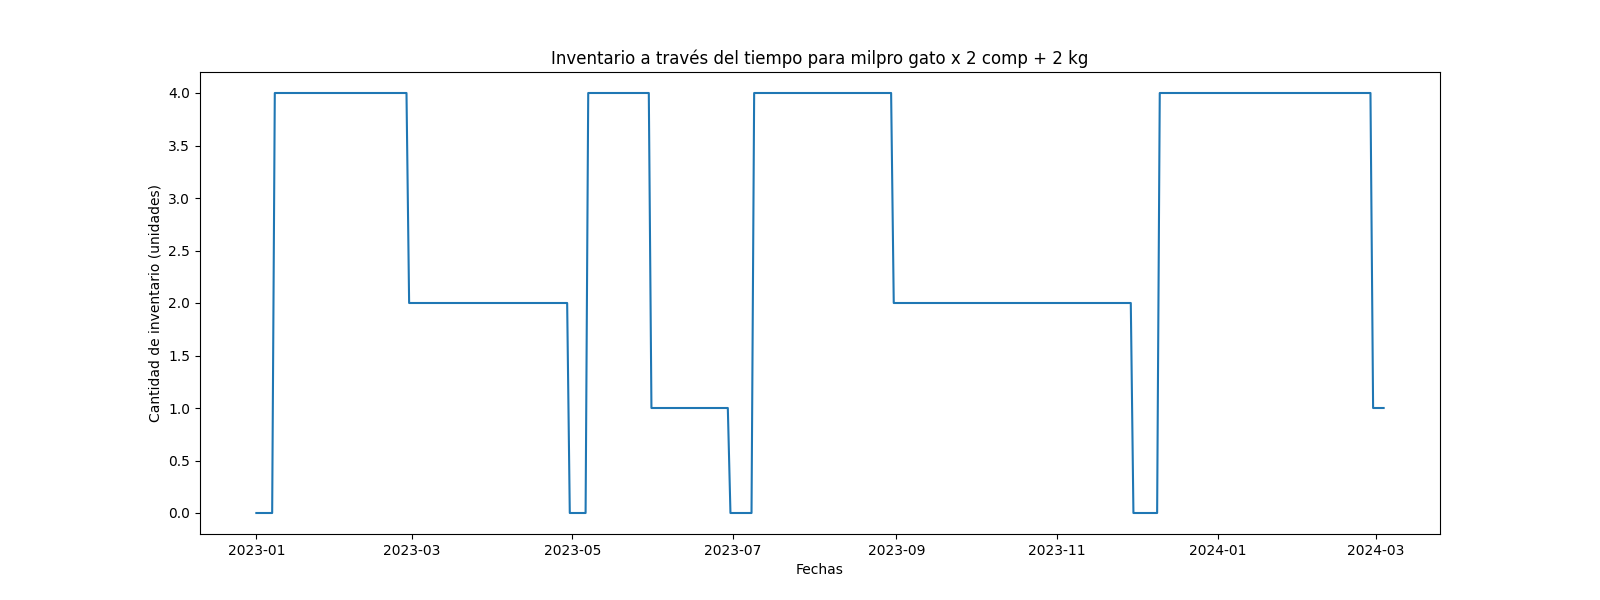 Inventario a través del tiempo para milpro gato x 2 comp + 2 kg
Cantidad de inventario (unidades)
4.0
3.5
3.0
2.5
2.0
1.5
1.0
0.5
0.0
2023-01 2023-03 2023-05 2023-07 2023-09 2023-11 2024-01 2024-03
Fechas